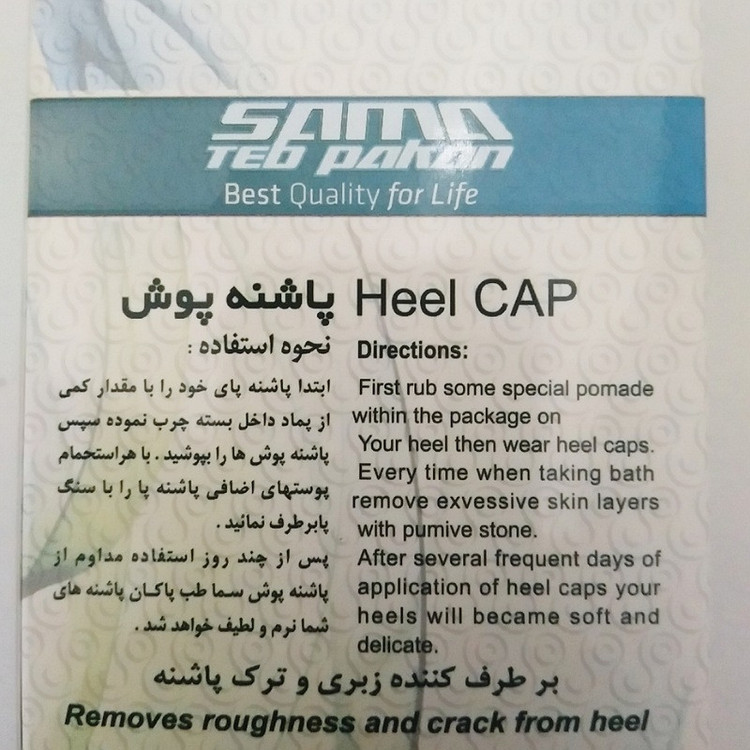 SAMA
TEB PAKAN
Best Quality for Life
پاشنه پوش
نحوه استفاده :
ابتدا پاشنه پای خود را با مقدار کمی
از پماد داخل بسته چرب نموده سپس
پاشنه پوش ها را بپوشید . با هراستحمام
پوستهای اضافی پاشنه پا را با سنگ
پابرطرف نمائید .
پس از چند روز استفاده مداوم از
پاشنه پوش سما طب پاکان پاشنه های
شما نرم و لطیف خواهد شد .
Heel CAP
Directions:
First rub some special pomade
within the package on
Your heel then wear heel caps.
Every time when taking bath
remove exvessive skin layers
with pumive stone.
After several frequent days of
application of heel caps your
heels will became soft and
delicate.
بر طرف کننده زبری و ترک پاشنه
Removes roughness and crack from heel